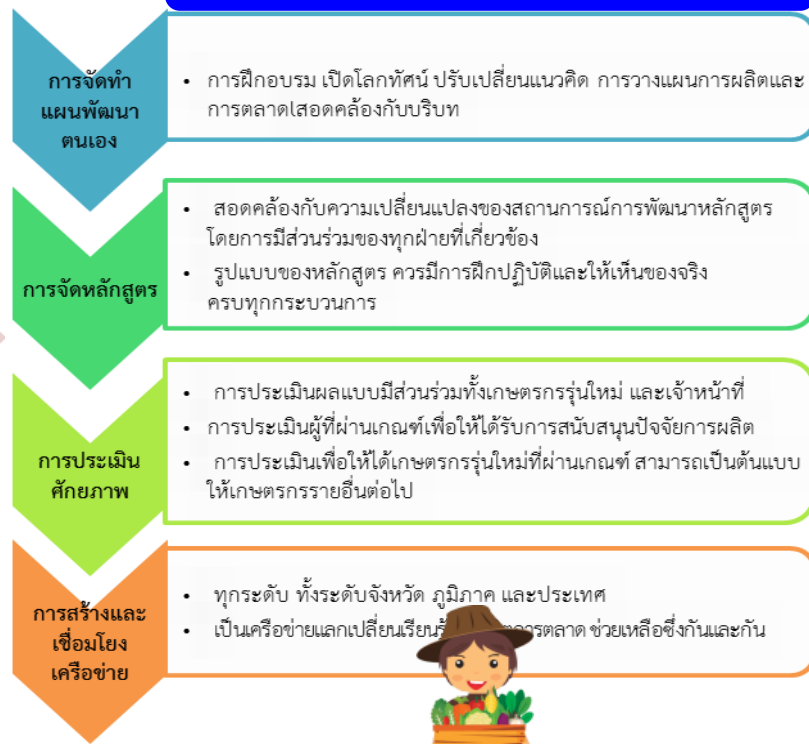 การจัดทำ
แผนพัฒนา
ตนเอง
• การฝึกอบรม เปิดโลกทัศน์ ปรับเปลี่ยนแนวคิด การวางแผนการผลิตและ
การตลาดเสอดคล้องกับบริบท
การจัดหลักสูตร
• สอดคล้องกับความเปลี่ยนแปลงของสถานการณ์การพัฒนาหลักสูตร
โดยการมีส่วนร่วมของทุกฝ่ายที่เกี่ยวข้อง
• รูปแบบของหลักสูตร ควรมีการฝึกปฏิบัติและให้เห็นของจริง
ครบทุกกระบวนการ
การประเมิน
ศักยภาพ
• การประเมินผลแบบมีส่วนร่วมทั้งเกษตรกรรุ่นใหม่ และเจ้าหน้าที่
• การประเมินผู้ที่ผ่านเกณฑ์เพื่อให้ได้รับการสนับสนุนปัจจัยการผลิต
• การประเมินเพื่อให้ได้เกษตรกรรุ่นใหม่ที่ผ่านเกณฑ์ สามารถเป็นต้นแบบ
ให้เกษตรกรรายอื่นต่อไป
การสร้างและ
เชื่อมโยง
เครือข่าย
• ทุกระดับ ทั้งระดับจังหวัด ภูมิภาค และประเทศ
• เป็นเครือข่ายแลกเปลี่ยนเรียนรู้ การตลาด ช่วยเหลือซึ่งกันและกัน